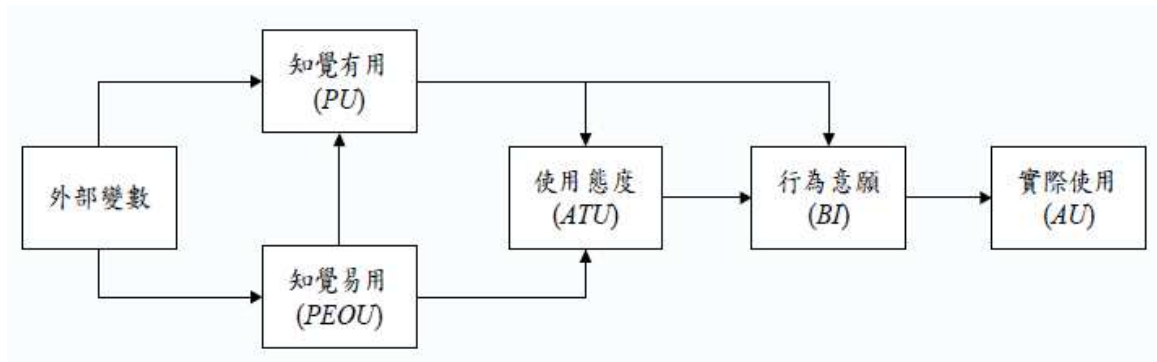 知覺有用
(PU)
外部變數
使用態度
(ATU)
行為意願
(BI)
實際使用
(AU)
知覺易用
(PEOU)